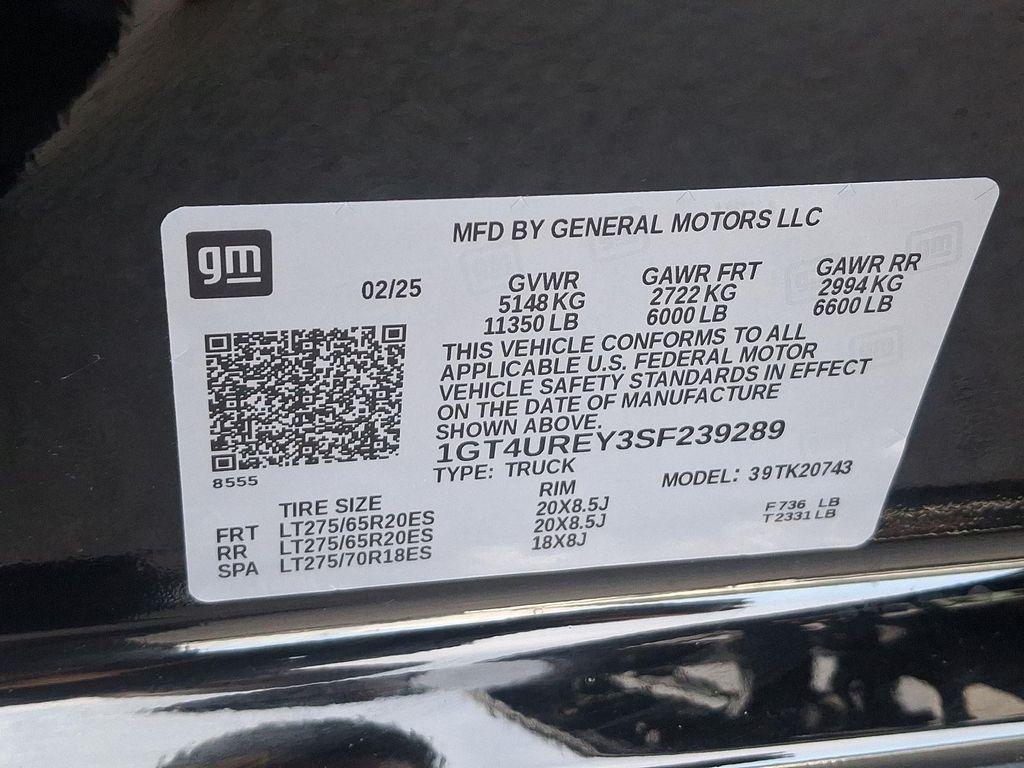 gm
MFD BY GENERAL MOTORS LLC
02/25
GVWR GAWR FRT GAWR RR
5148 KG 2722 KG 2994 KG
11350 LB 6000 LB 6600 LB
THIS VEHICLE CONFORMS TO ALL
APPLICABLE U.S. FEDERAL MOTOR
VEHICLE SAFETY STANDARDS IN EFFECT
ON THE DATE OF MANUFACTURE
SHOWN ABOVE.
1GT4UREY3SF239289
8555
TYPE: TRUCK MODEL: 39TK20743
TIRE SIZE RIM
FRT LT275/65R20ES 20X8.5J F736 LB
RR LT275/65R20ES 20X8.5J T2331 LB
SPA LT275/70R18ES 18X8J